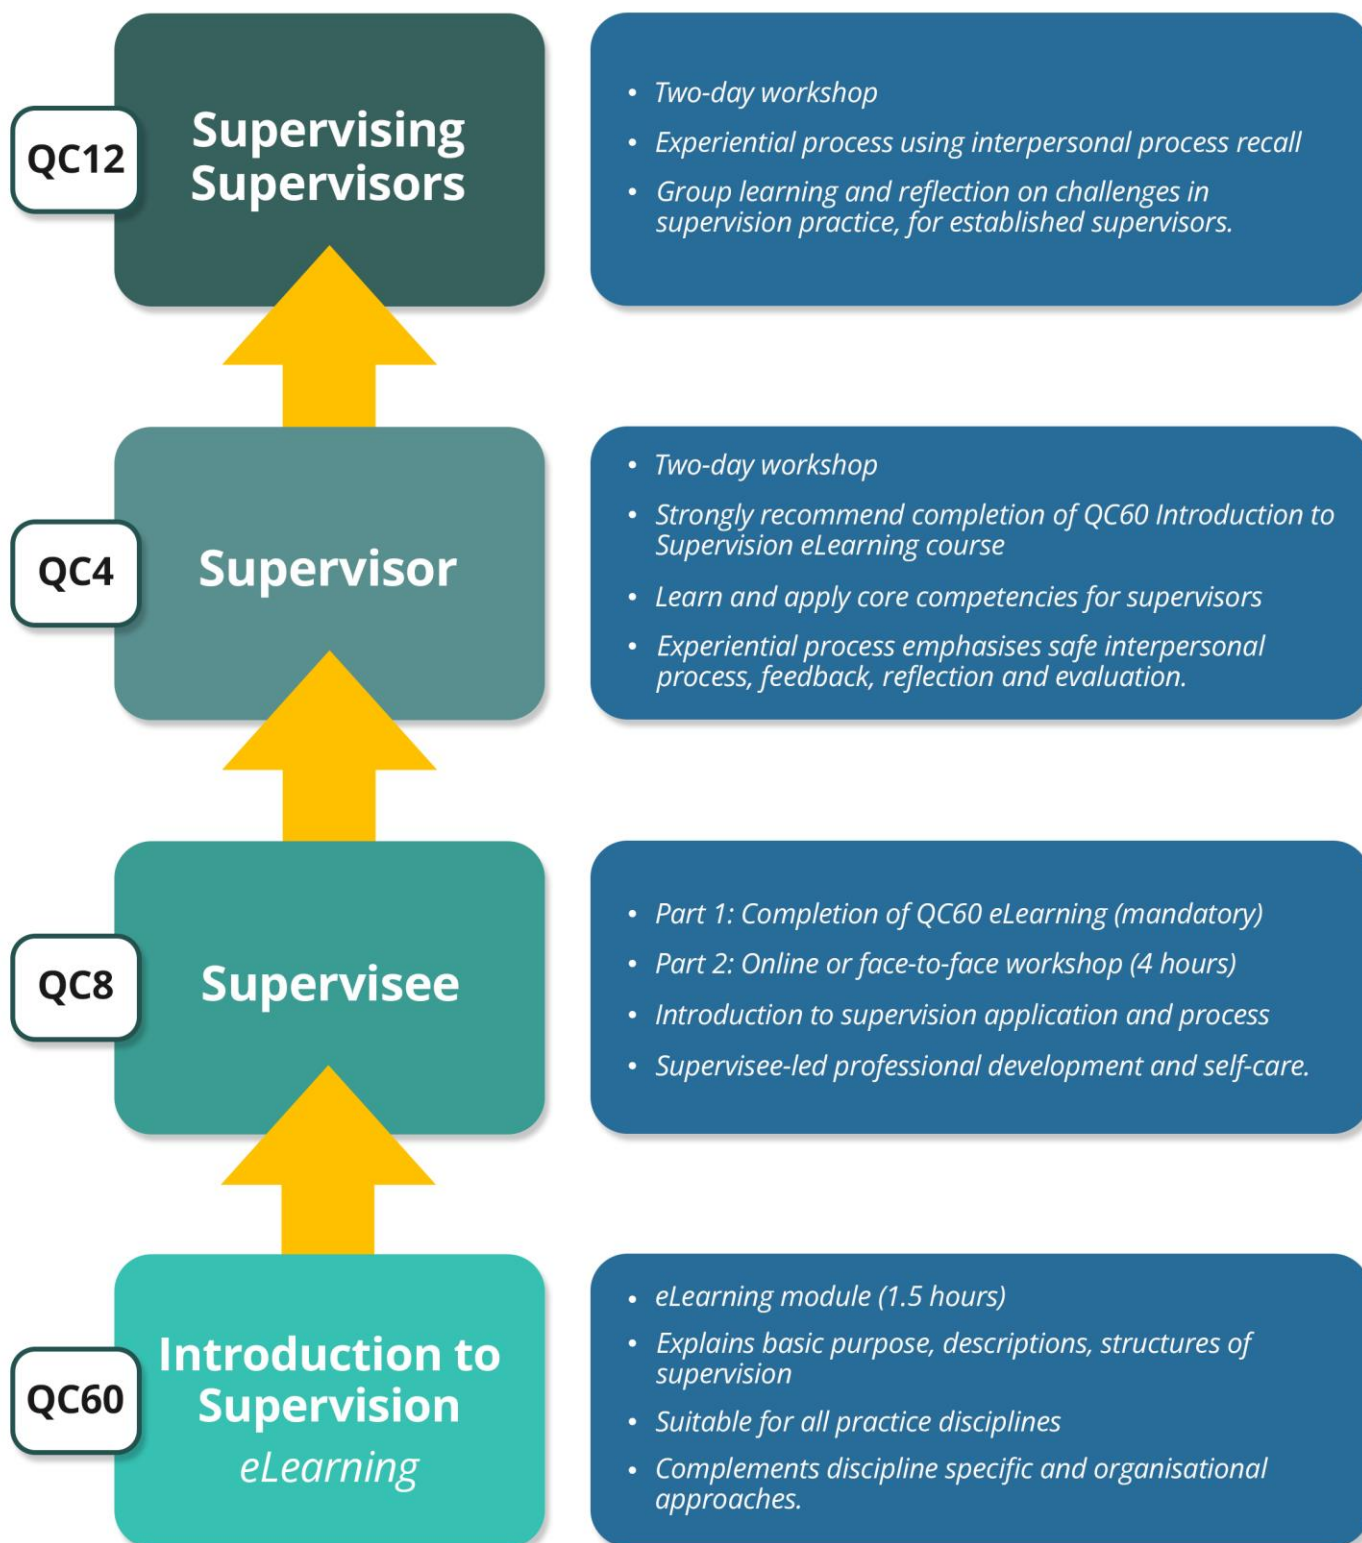 QC12
Supervising
Supervisors
• Two-day workshop
• Experiential process using interpersonal process recall
• Group learning and reflection on challenges in
supervision practice, for established supervisors.
QC4
Supervisor
• Two-day workshop
• Strongly recommend completion of QC60 Introduction to
Supervision eLearning course
• Learn and apply core competencies for supervisors
• Experiential process emphasises safe interpersonal
process, feedback, reflection and evaluation.
QC8
Supervisee
• Part 1: Completion of QC60 eLearning (mandatory)
• Part 2: Online or face-to-face workshop (4 hours)
• Introduction to supervision application and process
• Supervisee-led professional development and self-care.
QC60
Introduction to
Supervision
eLearning
• eLearning module (1.5 hours)
• Explains basic purpose, descriptions, structures of
supervision
• Suitable for all practice disciplines
• Complements discipline specific and organisational
approaches.